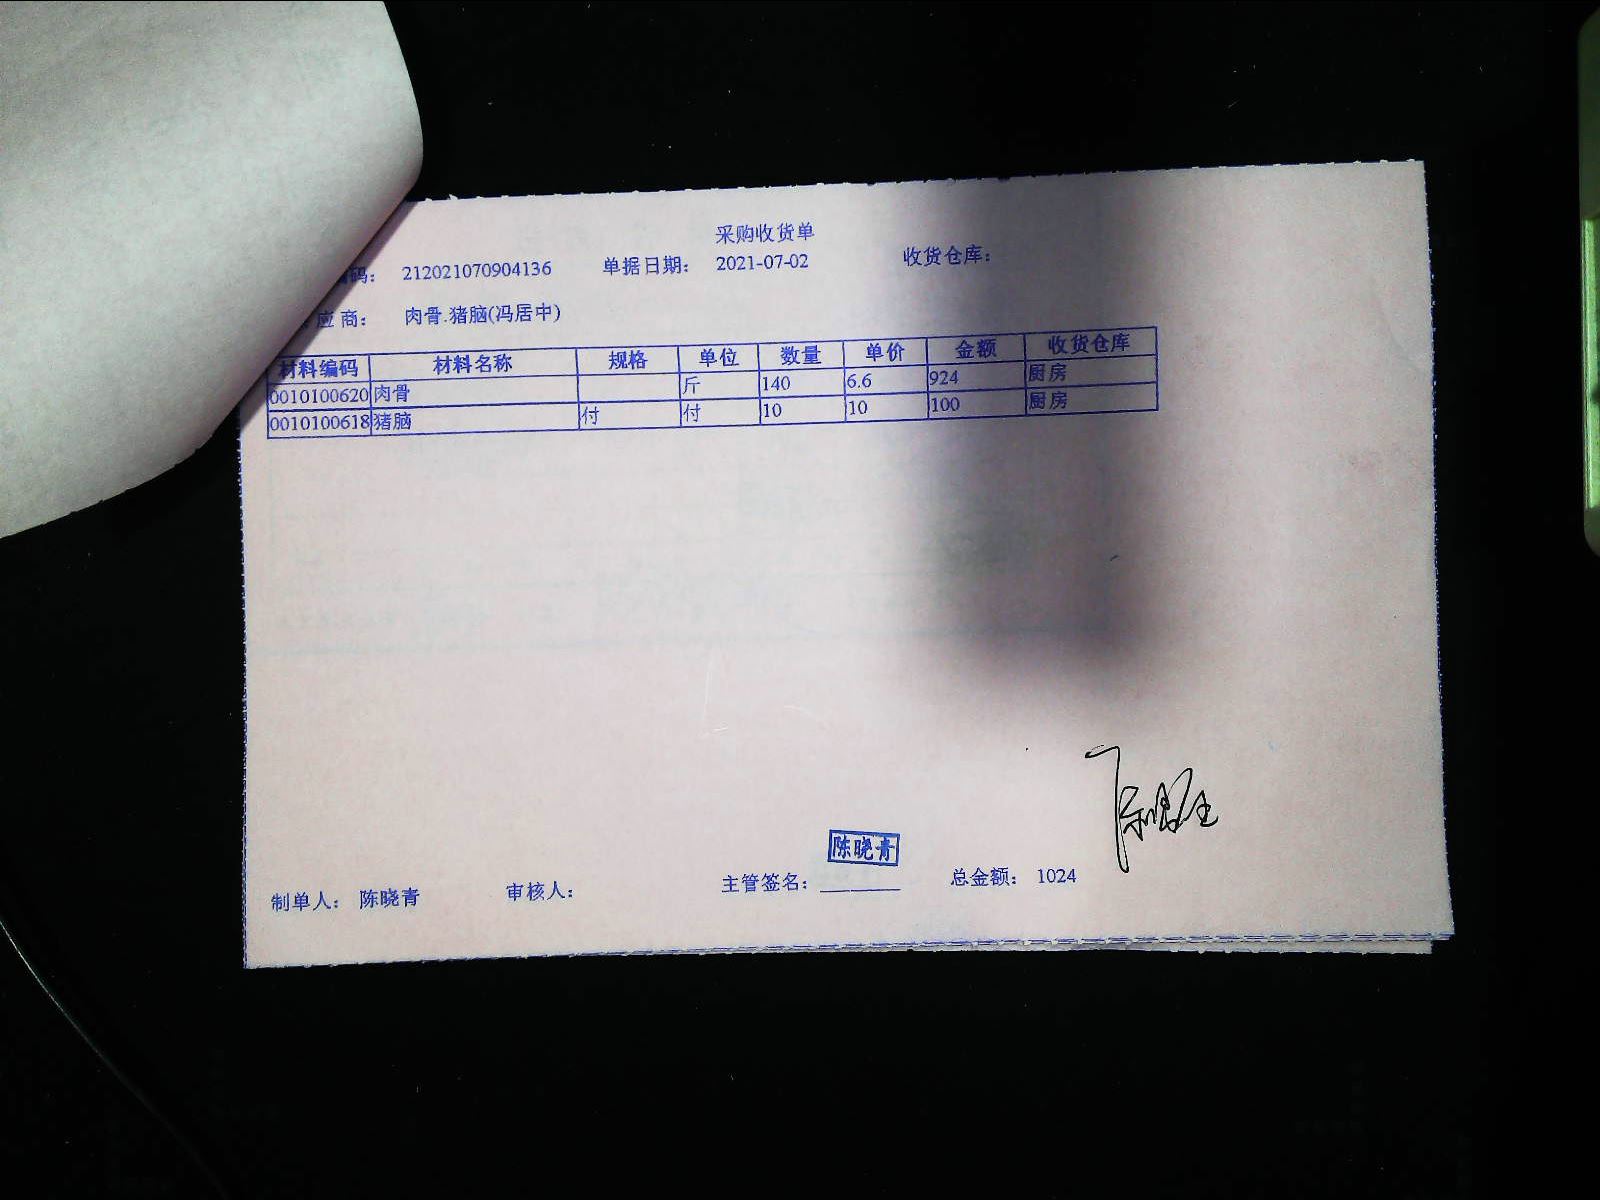 采购收货单
码： 212021070904136 单据日期： 2021-07-02 收货仓库：
应商： 肉骨.猪脑(冯居中)
材料编码 材料名称 规格 单位 数量 单价 金额 收货仓库
0010100620 肉骨 斤 140 6.6 924 厨房
0010100618 猪脑 付 付 10 10 100 厨房
陈晓青
制单人： 陈晓青 审核人： 主管签名： 总金额： 1024